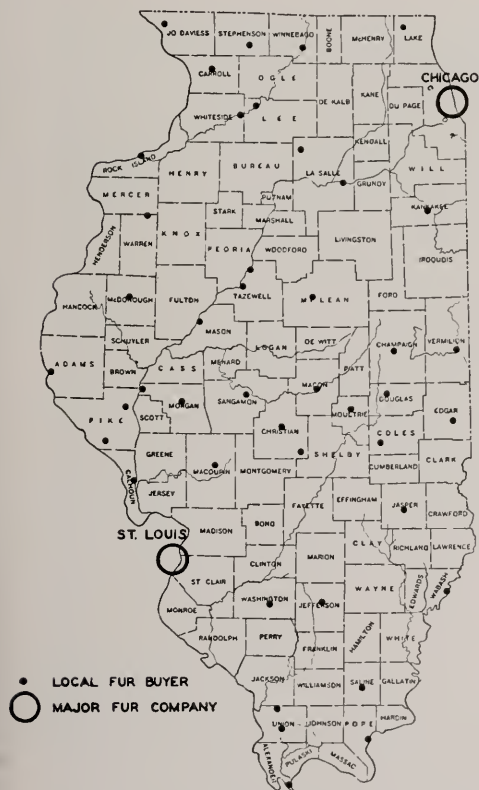 JO DAVIESS
STEPHENSON
WINNEBAGO
BOONE
McHENRY
LAKE
CARROLL
OGLE
CHICAGO
KANE
DE KALB
DU PAGE
WHITESIDE
LEE
KENDALL
ROCK ISLAND
HENRY
BUREAU
LA SALLE
GRUNDY
WILL
MERCER
PUTNAM
KANKAKEE
STARK
MARSHALL
HENDERSON
WARREN
KNOX
PEORIA
WOODFORD
LIVINGSTON
IROQUOIS
HANCOCK
McDONOUGH
FULTON
TAZEWELL
McLEAN
FORD
SCHUYLER
MASON
LOGAN
DE WITT
CHAMPAIGN
VERMILION
ADAMS
BROWN
CASS
MENARD
PIATT
MACON
MORGAN
SANGAMON
DOUGLAS
PIKE
SCOTT
MOULTRIE
EDGAR
CHRISTIAN
COLES
GREENE
MACOUPIN
MONTGOMERY
SHELBY
CUMBERLAND
CLARK
CALHOUN
JERSEY
FAYETTE
EFFINGHAM
JASPER
CRAWFORD
MADISON
BOND
ST. LOUIS
CLAY
RICHLAND
LAWRENCE
MARION
CLINTON
ST CLAIR
WAYNE
EDWARDS
WABASH
MONROE
WASHINGTON
JEFFERSON
RANDOLPH
PERRY
HAMILTON
WHITE
FRANKLIN
JACKSON
WILLIAMSON
SALINE
GALLATIN
LOCAL FUR BUYER
MAJOR FUR COMPANY
UNION
JOHNSON
POPE
HARDIN
ALEXANDER
PULASKI
MASSAC